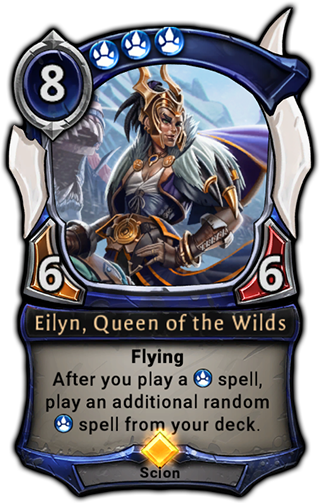 8
Eilyn, Queen of the Wilds
6
6
Flying
After you play a spell,
play an additional random
spell from your deck.
Scion